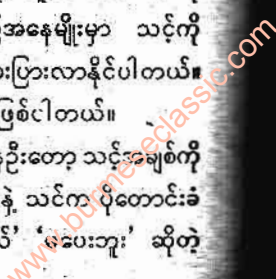 အနေမျိုးမှာ သင့်ကို
ပြားလာနိုင်ပါတယ်။
ဖြစ်ပါတယ်။
ဦးတော့ သင့်အချစ်ကို
နဲ့ သင်က ပိုတောင်းခံ
'မပေးဘူး' ဆိုတဲ့
www.burmeseclassic.com